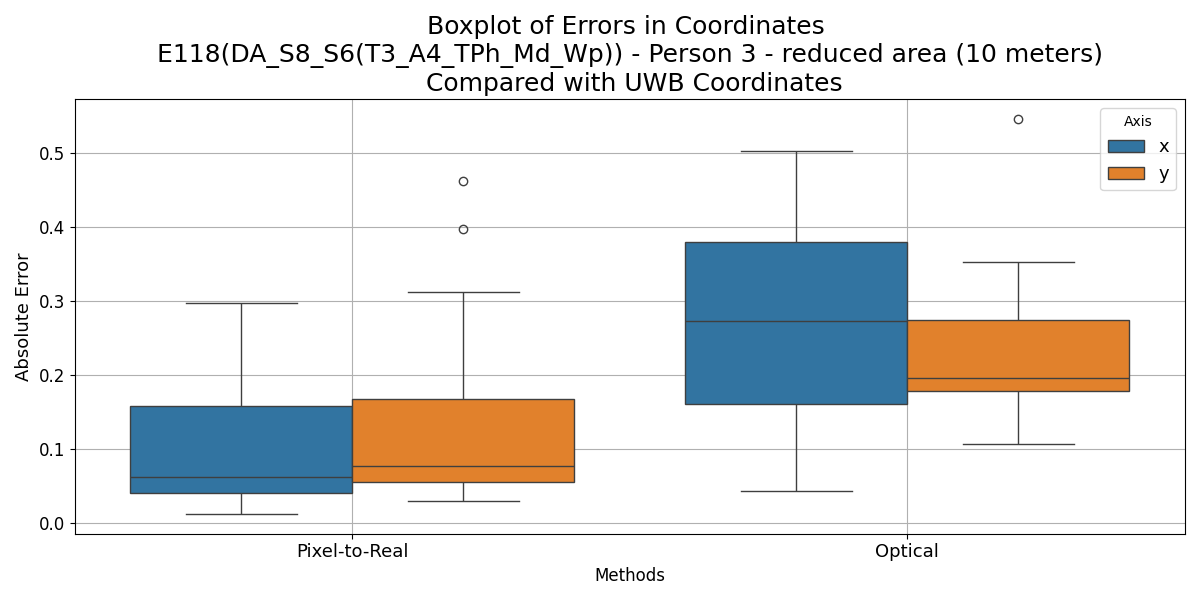 Boxplot of Errors in Coordinates
E118(DA_S8_S6(T3_A4_TPh_Md_Wp)) - Person 3 - reduced area (10 meters)
Compared with UWB Coordinates
Axis
x
y
Absolute Error
0.5
0.4
0.3
0.2
0.1
0.0
Pixel-to-Real
Optical
Methods